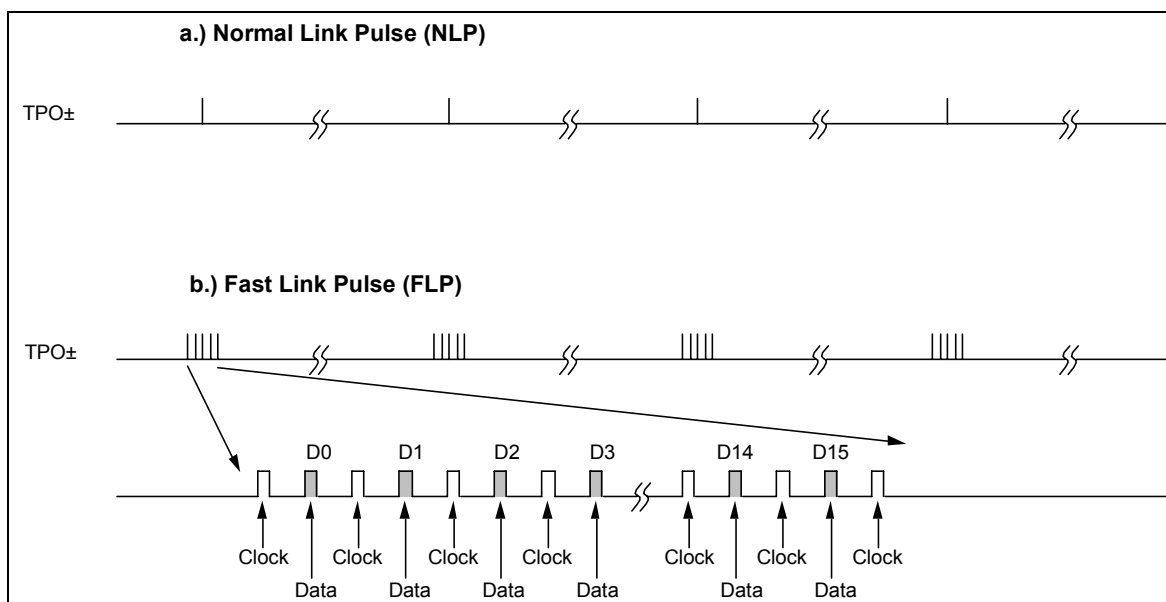 a.) Normal Link Pulse (NLP)
TPO±
b.) Fast Link Pulse (FLP)
TPO±
D0 D1 D2 D3 D14 D15
Clock Clock Clock Clock Clock Clock Clock
Data Data Data Data Data Data